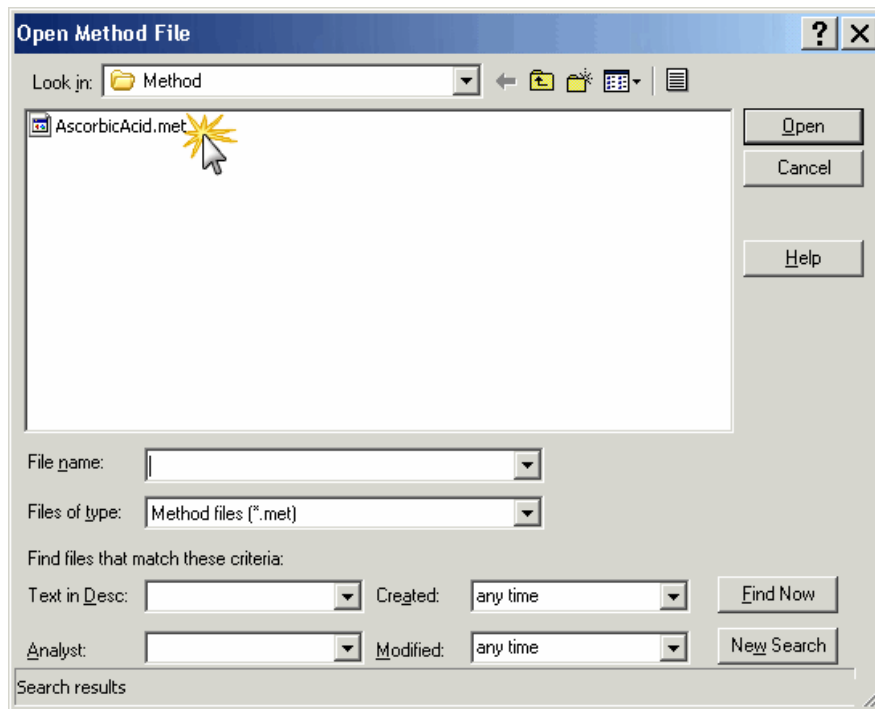 Open Method File
Look in: Method
AscorbicAcid.met
Open
Cancel
Help
File name:
Files of type: Method files (*.met)
Find files that match these criteria:
Text in Desc: Created: any time Find Now
Analyst: Modified: any time New Search
Search results